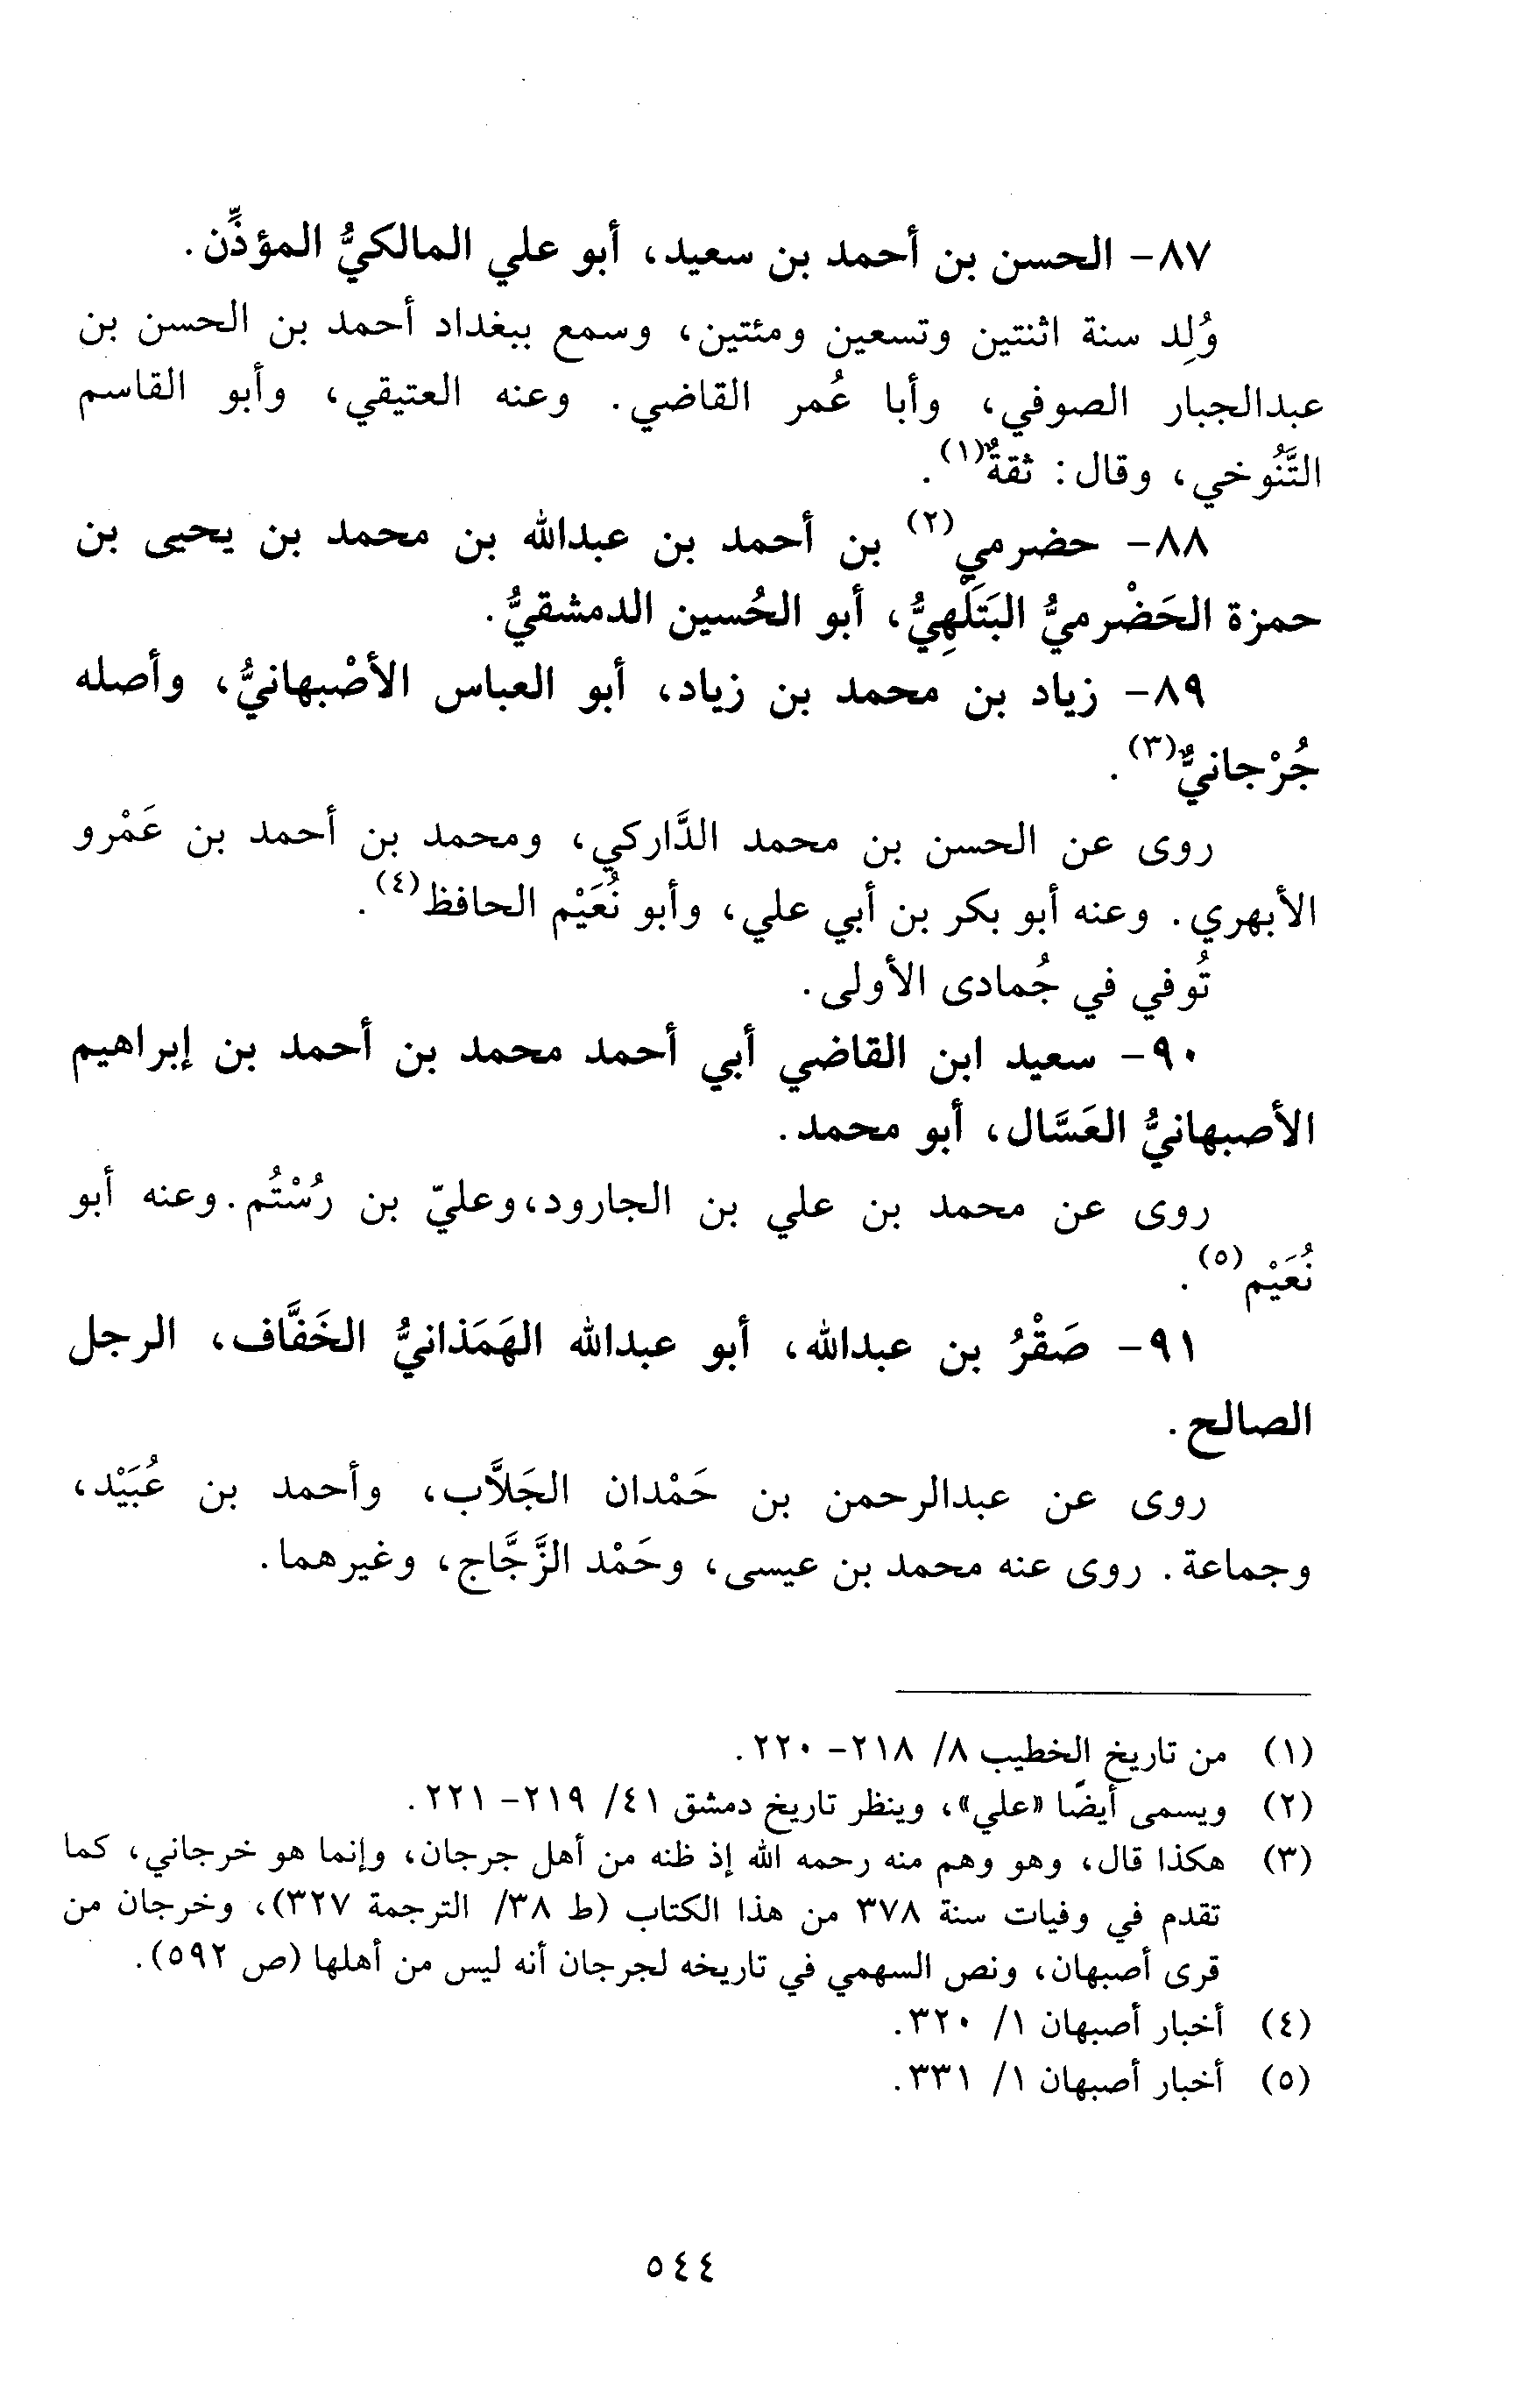 ٨٧- الحسن بن أحمد بن سعيد، أبو علي المالكيُّ المؤذِّن.
وُلِد سنة اثنتين وتسعين ومئتين، وسمع ببغداد أحمد بن الحسن بن
عبدالجبار الصوفي، وأبا عُمر القاضي. وعنه العتيقي، وأبو القاسم
التَّنُوخي، وقال: ثقةٌ(١).
٨٨- حضرمي(٢) بن أحمد بن عبدالله بن محمد بن يحيى بن
حمزة الحَضْرميُّ البَتَلْهِيُّ، أبو الحُسين الدمشقيُّ.
٨٩- زياد بن محمد بن زياد، أبو العباس الأصْبهانيُّ، وأصله
جُرْجانيٌّ(٣).
روى عن الحسن بن محمد الدَّاركي، ومحمد بن أحمد بن عَمْرو
الأبهري. وعنه أبو بكر بن أبي علي، وأبو نُعَيْم الحافظ(٤).
تُوفي في جُمادى الأولى.
٩٠- سعيد ابن القاضي أبي أحمد محمد بن أحمد بن إبراهيم
الأصبهانيُّ العَسَّال، أبو محمد.
روى عن محمد بن علي بن الجارود،وعليّ بن رُسْتُم.وعنه أبو
نُعَيْم(٥).
٩١- صَقْرُ بن عبدالله، أبو عبدالله الهَمَذانيُّ الخَفَّاف، الرجل
الصالح.
روى عن عبدالرحمن بن حَمْدان الجَلاَّب، وأحمد بن عُبَيْد،
وجماعة. روى عنه محمد بن عيسى، وحَمْد الزَّجَّاج، وغيرهما.
(١) من تاريخ الخطيب ٨/ ٢١٨- ٢٢٠.
(٢) ويسمى أيضًا «علي»، وينظر تاريخ دمشق ٤١/ ٢١٩- ٢٢١.
(٣) هكذا قال، وهو وهم منه رحمه الله إذ ظنه من أهل جرجان، وإنما هو خرجاني، كما
تقدم في وفيات سنة ٣٧٨ من هذا الكتاب (ط ٣٨/ الترجمة ٣٢٧)، وخرجان من
قرى أصبهان، ونص السهمي في تاريخه لجرجان أنه ليس من أهلها (ص ٥٩٢).
(٤) أخبار أصبهان ١/ ٣٢٠.
(٥) أخبار أصبهان ١/ ٣٣١.
٥٤٤